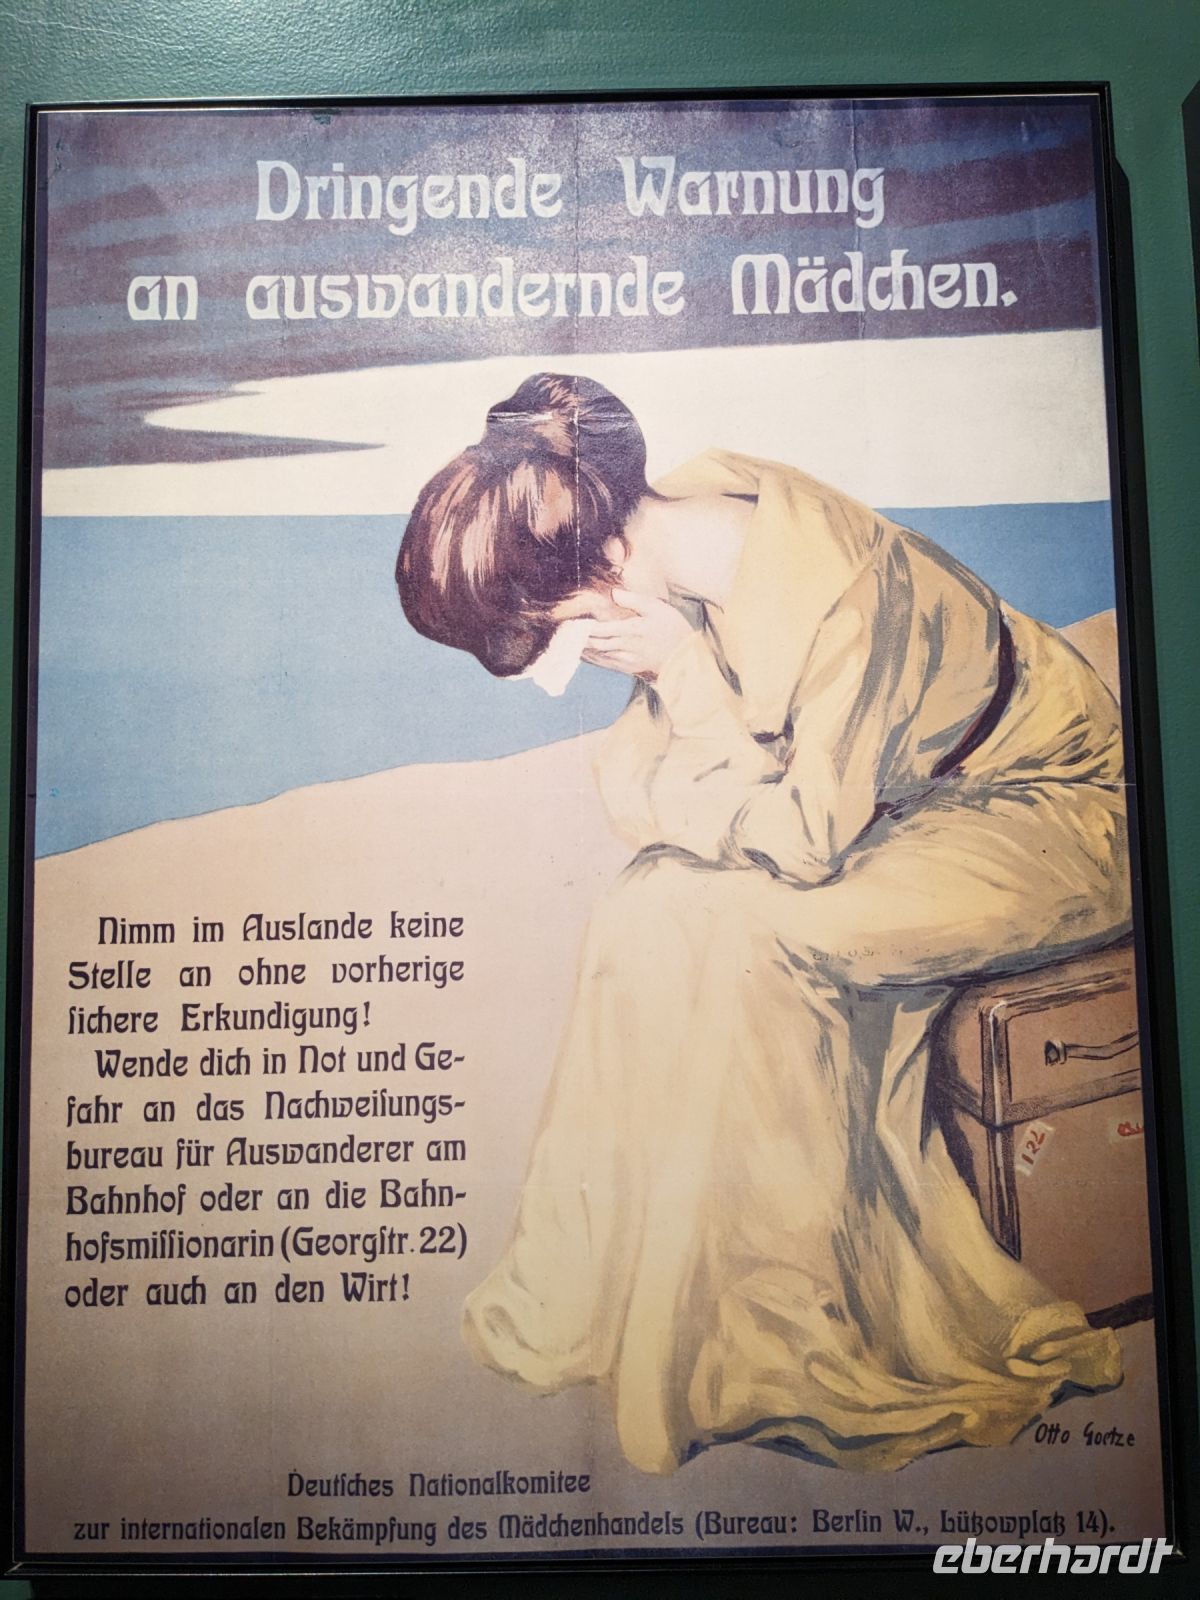 Dringende Warnung
an auswandernde Mädchen.
Nimm im Auslande keine
Stelle an ohne vorherige
ſichere Erkundigung!
Wende dich in Not und Ge-
fahr an das Nachweiſungs-
bureau für Auswanderer am
Bahnhof oder an die Bahn-
hofsmiſſionarin (Georgſtr. 22)
oder auch an den Wirt!
122
Otto Goetze
Deutſches Nationalkomitee
zur internationalen Bekämpfung des Mädchenhandels (Bureau: Berlin W., Lützowplatz 14).
eberhardt